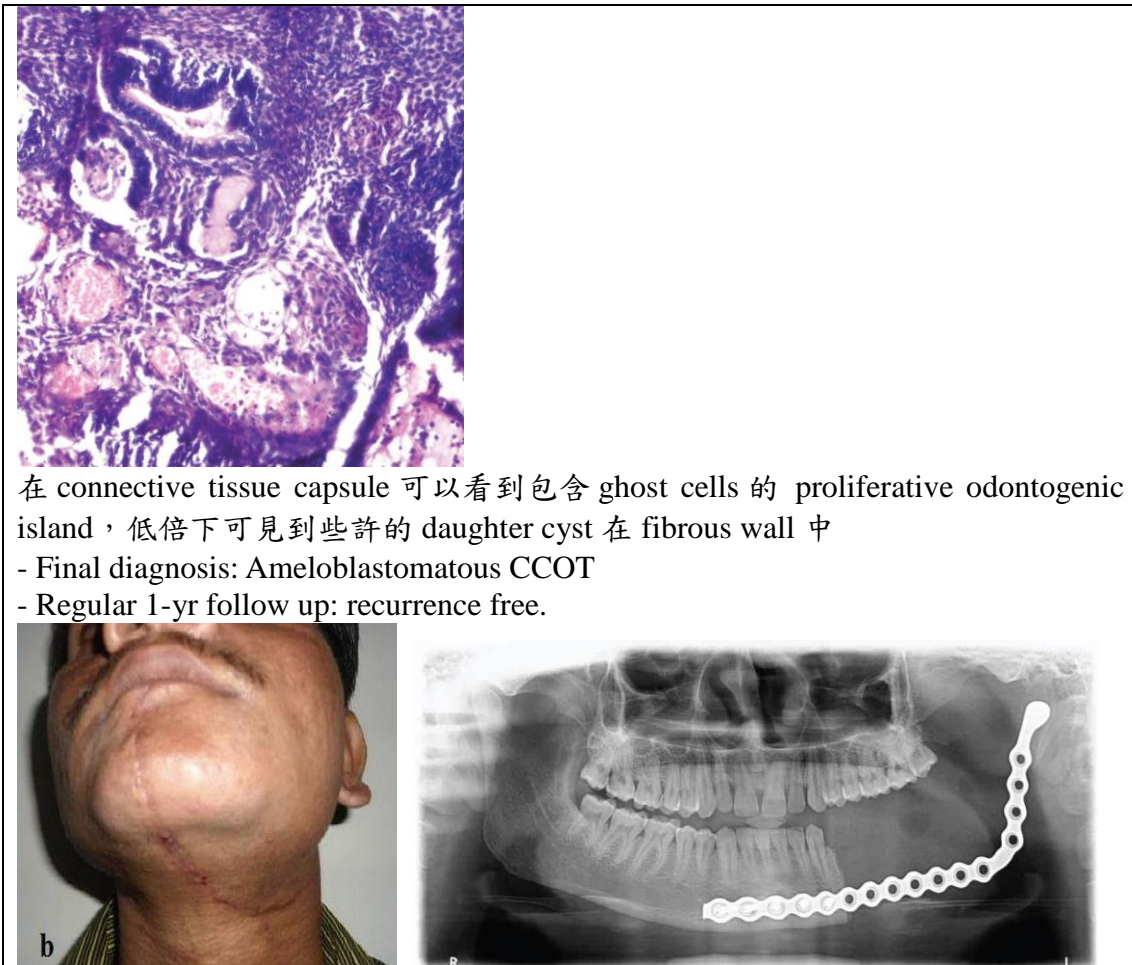 在 connective tissue capsule 可以看到包含 ghost cells 的 proliferative odontogenic
island，低倍下可見到些許的 daughter cyst 在 fibrous wall 中
- Final diagnosis: Ameloblastomatous CCOT
- Regular 1-yr follow up: recurrence free.
b
R L